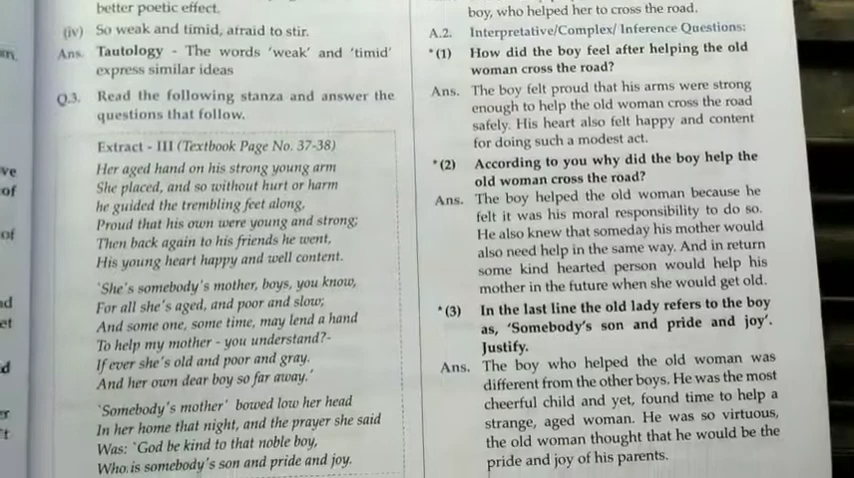 better poetic effect.
(iv) So weak and timid, afraid to stir.
Ans. Tautology - The words 'weak' and 'timid'
express similar ideas
Q.3. Read the following stanza and answer the
questions that follow.
Extract - III (Textbook Page No. 37-38)
Her aged hand on his strong young arm
She placed, and so without hurt or harm
he guided the trembling feet along,
Proud that his own were young and strong;
Then back again to his friends he went,
His young heart happy and well content.
'She's somebody's mother, boys, you know,
For all she's aged, and poor and slow;
And some one, some time, may lend a hand
To help my mother - you understand?-
If ever she's old and poor and gray.
And her own dear boy so far away.'
'Somebody's mother' bowed low her head
In her home that night, and the prayer she said
Was: 'God be kind to that noble boy,
Who is somebody's son and pride and joy.
boy, who helped her to cross the road.
A.2. Interpretative/Complex/ Inference Questions:
*(1) How did the boy feel after helping the old
woman cross the road?
Ans. The boy felt proud that his arms were strong
enough to help the old woman cross the road
safely. His heart also felt happy and content
for doing such a modest act.
*(2) According to you why did the boy help the
old woman cross the road?
Ans. The boy helped the old woman because he
felt it was his moral responsibility to do so.
He also knew that someday his mother would
also need help in the same way. And in return
some kind hearted person would help his
mother in the future when she would get old.
*(3) In the last line the old lady refers to the boy
as, 'Somebody's son and pride and joy'.
Justify.
Ans. The boy who helped the old woman was
different from the other boys. He was the most
cheerful child and yet, found time to help a
strange, aged woman. He was so virtuous,
the old woman thought that he would be the
pride and joy of his parents.